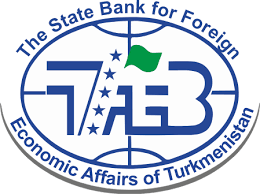 The State Bank for Foreign
Economic Affairs of Turkmenistan